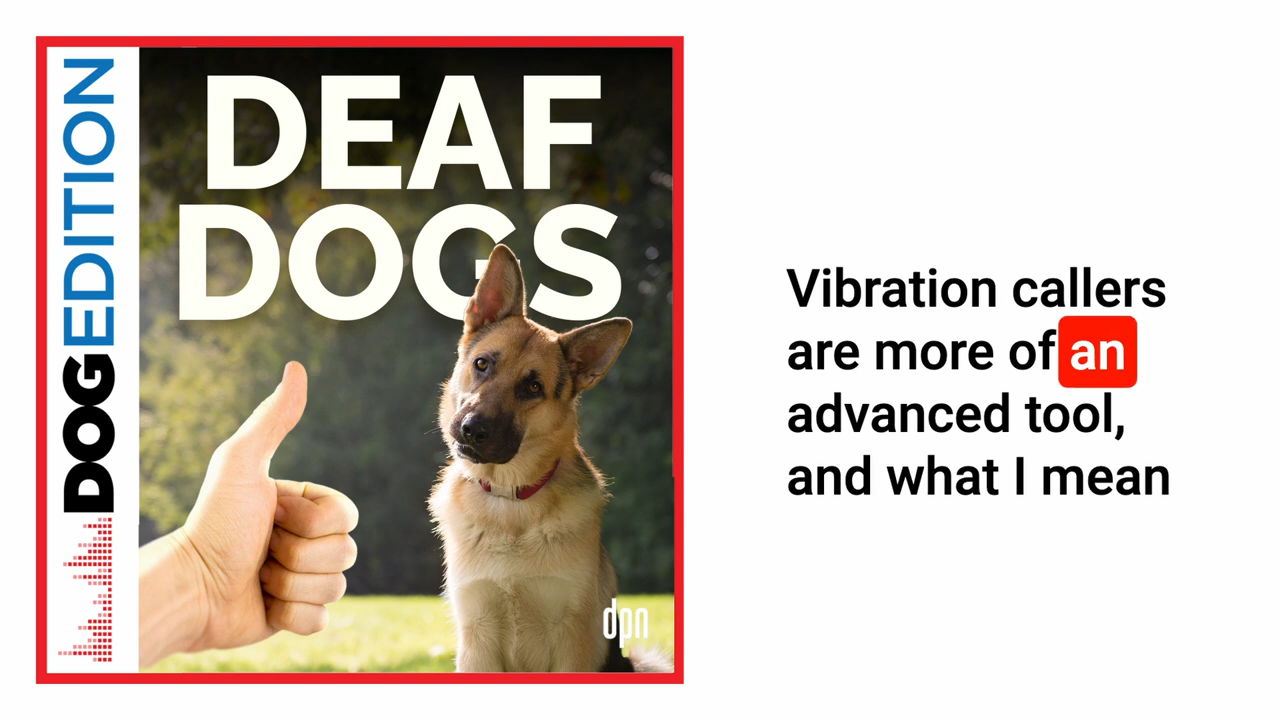 DOGEDITION
DEAF
DOGS
dpn
Vibration callers
are more of an
advanced tool,
and what I mean